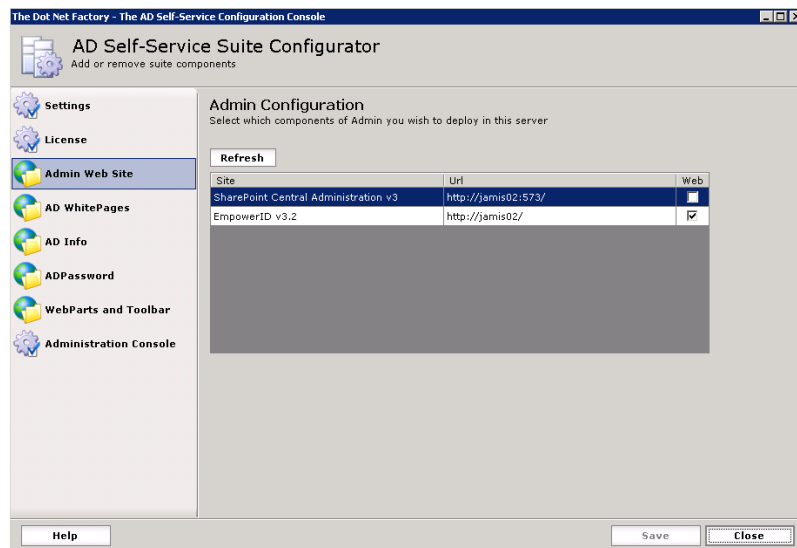 The Dot Net Factory - The AD Self-Service Configuration Console
AD Self-Service Suite Configurator
Add or remove suite components
Settings
License
Admin Web Site
AD WhitePages
AD Info
ADPassword
WebParts and Toolbar
Administration Console
Admin Configuration
Select which components of Admin you wish to deploy in this server
Refresh
Site Url Web
SharePoint Central Administration v3 http://jamis02:573/
EmpowerID v3.2 http://jamis02/
Help Save Close